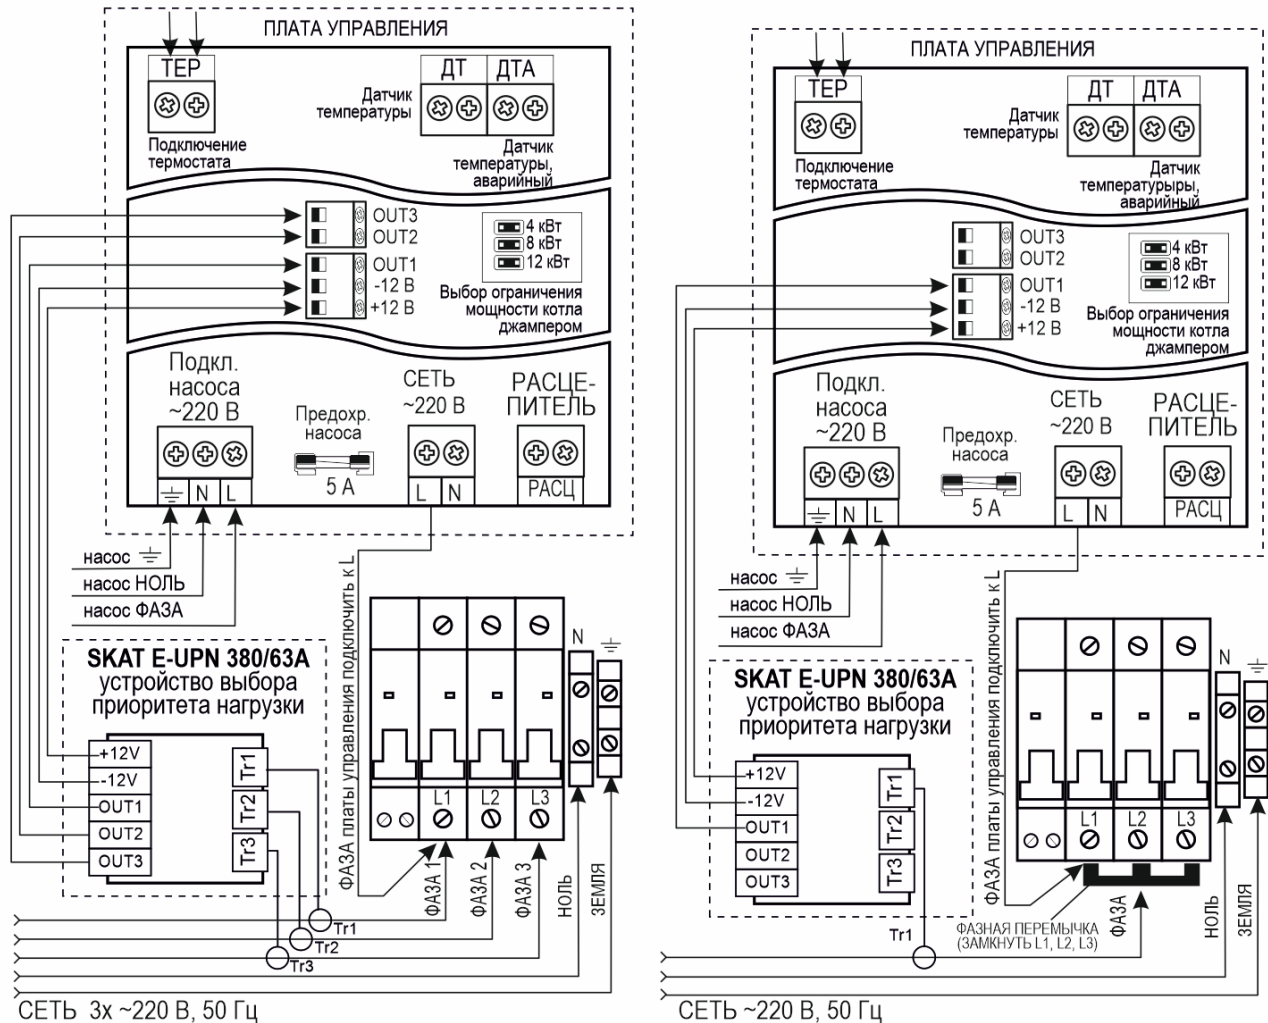 ПЛАТА УПРАВЛЕНИЯ
ТЕР
ДТ
ДТА
Датчик
температуры
Подключение
термостата
Датчик
температуры,
аварийный
OUT3
OUT2
OUT1
-12 В
+12 В
4 кВт
8 кВт
12 кВт
Выбор ограничения
мощности котла
джампером
Подкл.
насоса
~220 В
Предохр.
насоса
5 А
СЕТЬ
~220 В
РАСЦЕ-
ПИТЕЛЬ
N
L
L
N
РАСЦ
насос
насос НОЛЬ
насос ФАЗА
ФАЗА платы управления подключить к L
SKAT E-UPN 380/63A
устройство выбора
приоритета нагрузки
+12V
-12V
OUT1
OUT2
OUT3
Tr1
Tr2
Tr3
N
L1
L2
L3
ФАЗА 1
ФАЗА 2
ФАЗА 3
НОЛЬ
ЗЕМЛЯ
Tr1
Tr2
Tr3
СЕТЬ 3х ~220 В, 50 Гц
ПЛАТА УПРАВЛЕНИЯ
ТЕР
ДТ
ДТА
Датчик
температуры
Подключение
термостата
Датчик
температурыры,
аварийный
OUT3
OUT2
OUT1
-12 В
+12 В
4 кВт
8 кВт
12 кВт
Выбор ограничения
мощности котла
джампером
Подкл.
насоса
~220 В
Предохр.
насоса
5 А
СЕТЬ
~220 В
РАСЦЕ-
ПИТЕЛЬ
N
L
L
N
РАСЦ
насос
насос НОЛЬ
насос ФАЗА
ФАЗА платы управления подключить к L
SKAT E-UPN 380/63A
устройство выбора
приоритета нагрузки
+12V
-12V
OUT1
OUT2
OUT3
Tr1
Tr2
Tr3
N
L1
L2
L3
ФАЗНАЯ ПЕРЕМЫЧКА
(ЗАМКНУТЬ L1, L2, L3)
ФАЗА
НОЛЬ
ЗЕМЛЯ
Tr1
СЕТЬ ~220 В, 50 Гц